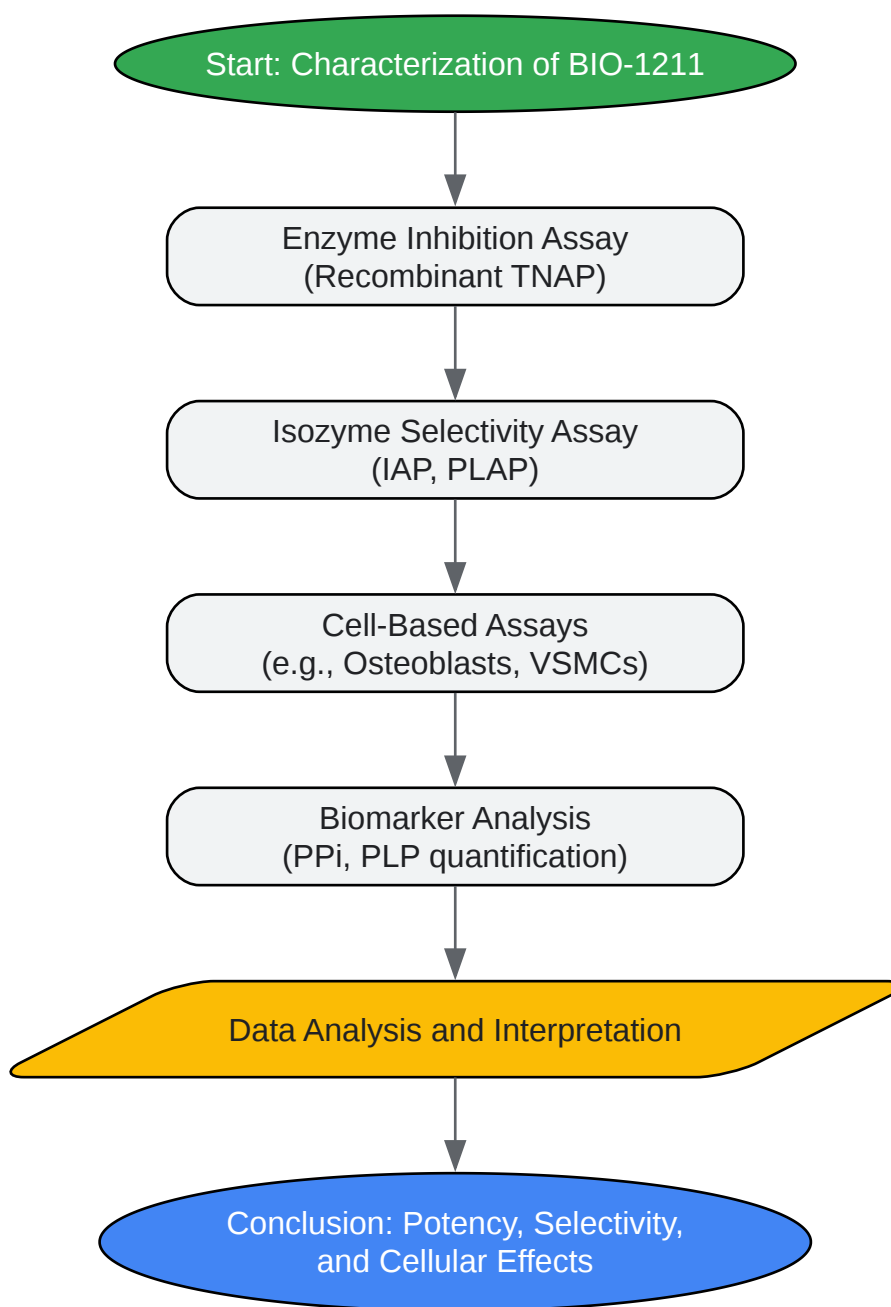 Start: Characterization of BIO-1211
Enzyme Inhibition Assay
(Recombinant TNAP)
Isozyme Selectivity Assay
(IAP, PLAP)
Cell-Based Assays
(e.g., Osteoblasts, VSMCs)
Biomarker Analysis
(PPi, PLP quantification)
Data Analysis and Interpretation
Conclusion: Potency, Selectivity,
and Cellular Effects